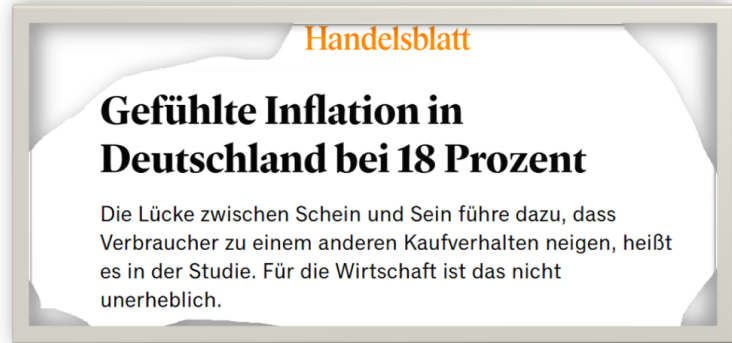 Handelsblatt
Gefühlte Inflation in
Deutschland bei 18 Prozent
Die Lücke zwischen Schein und Sein führe dazu, dass
Verbraucher zu einem anderen Kaufverhalten neigen, heißt
es in der Studie. Für die Wirtschaft ist das nicht
unerheblich.